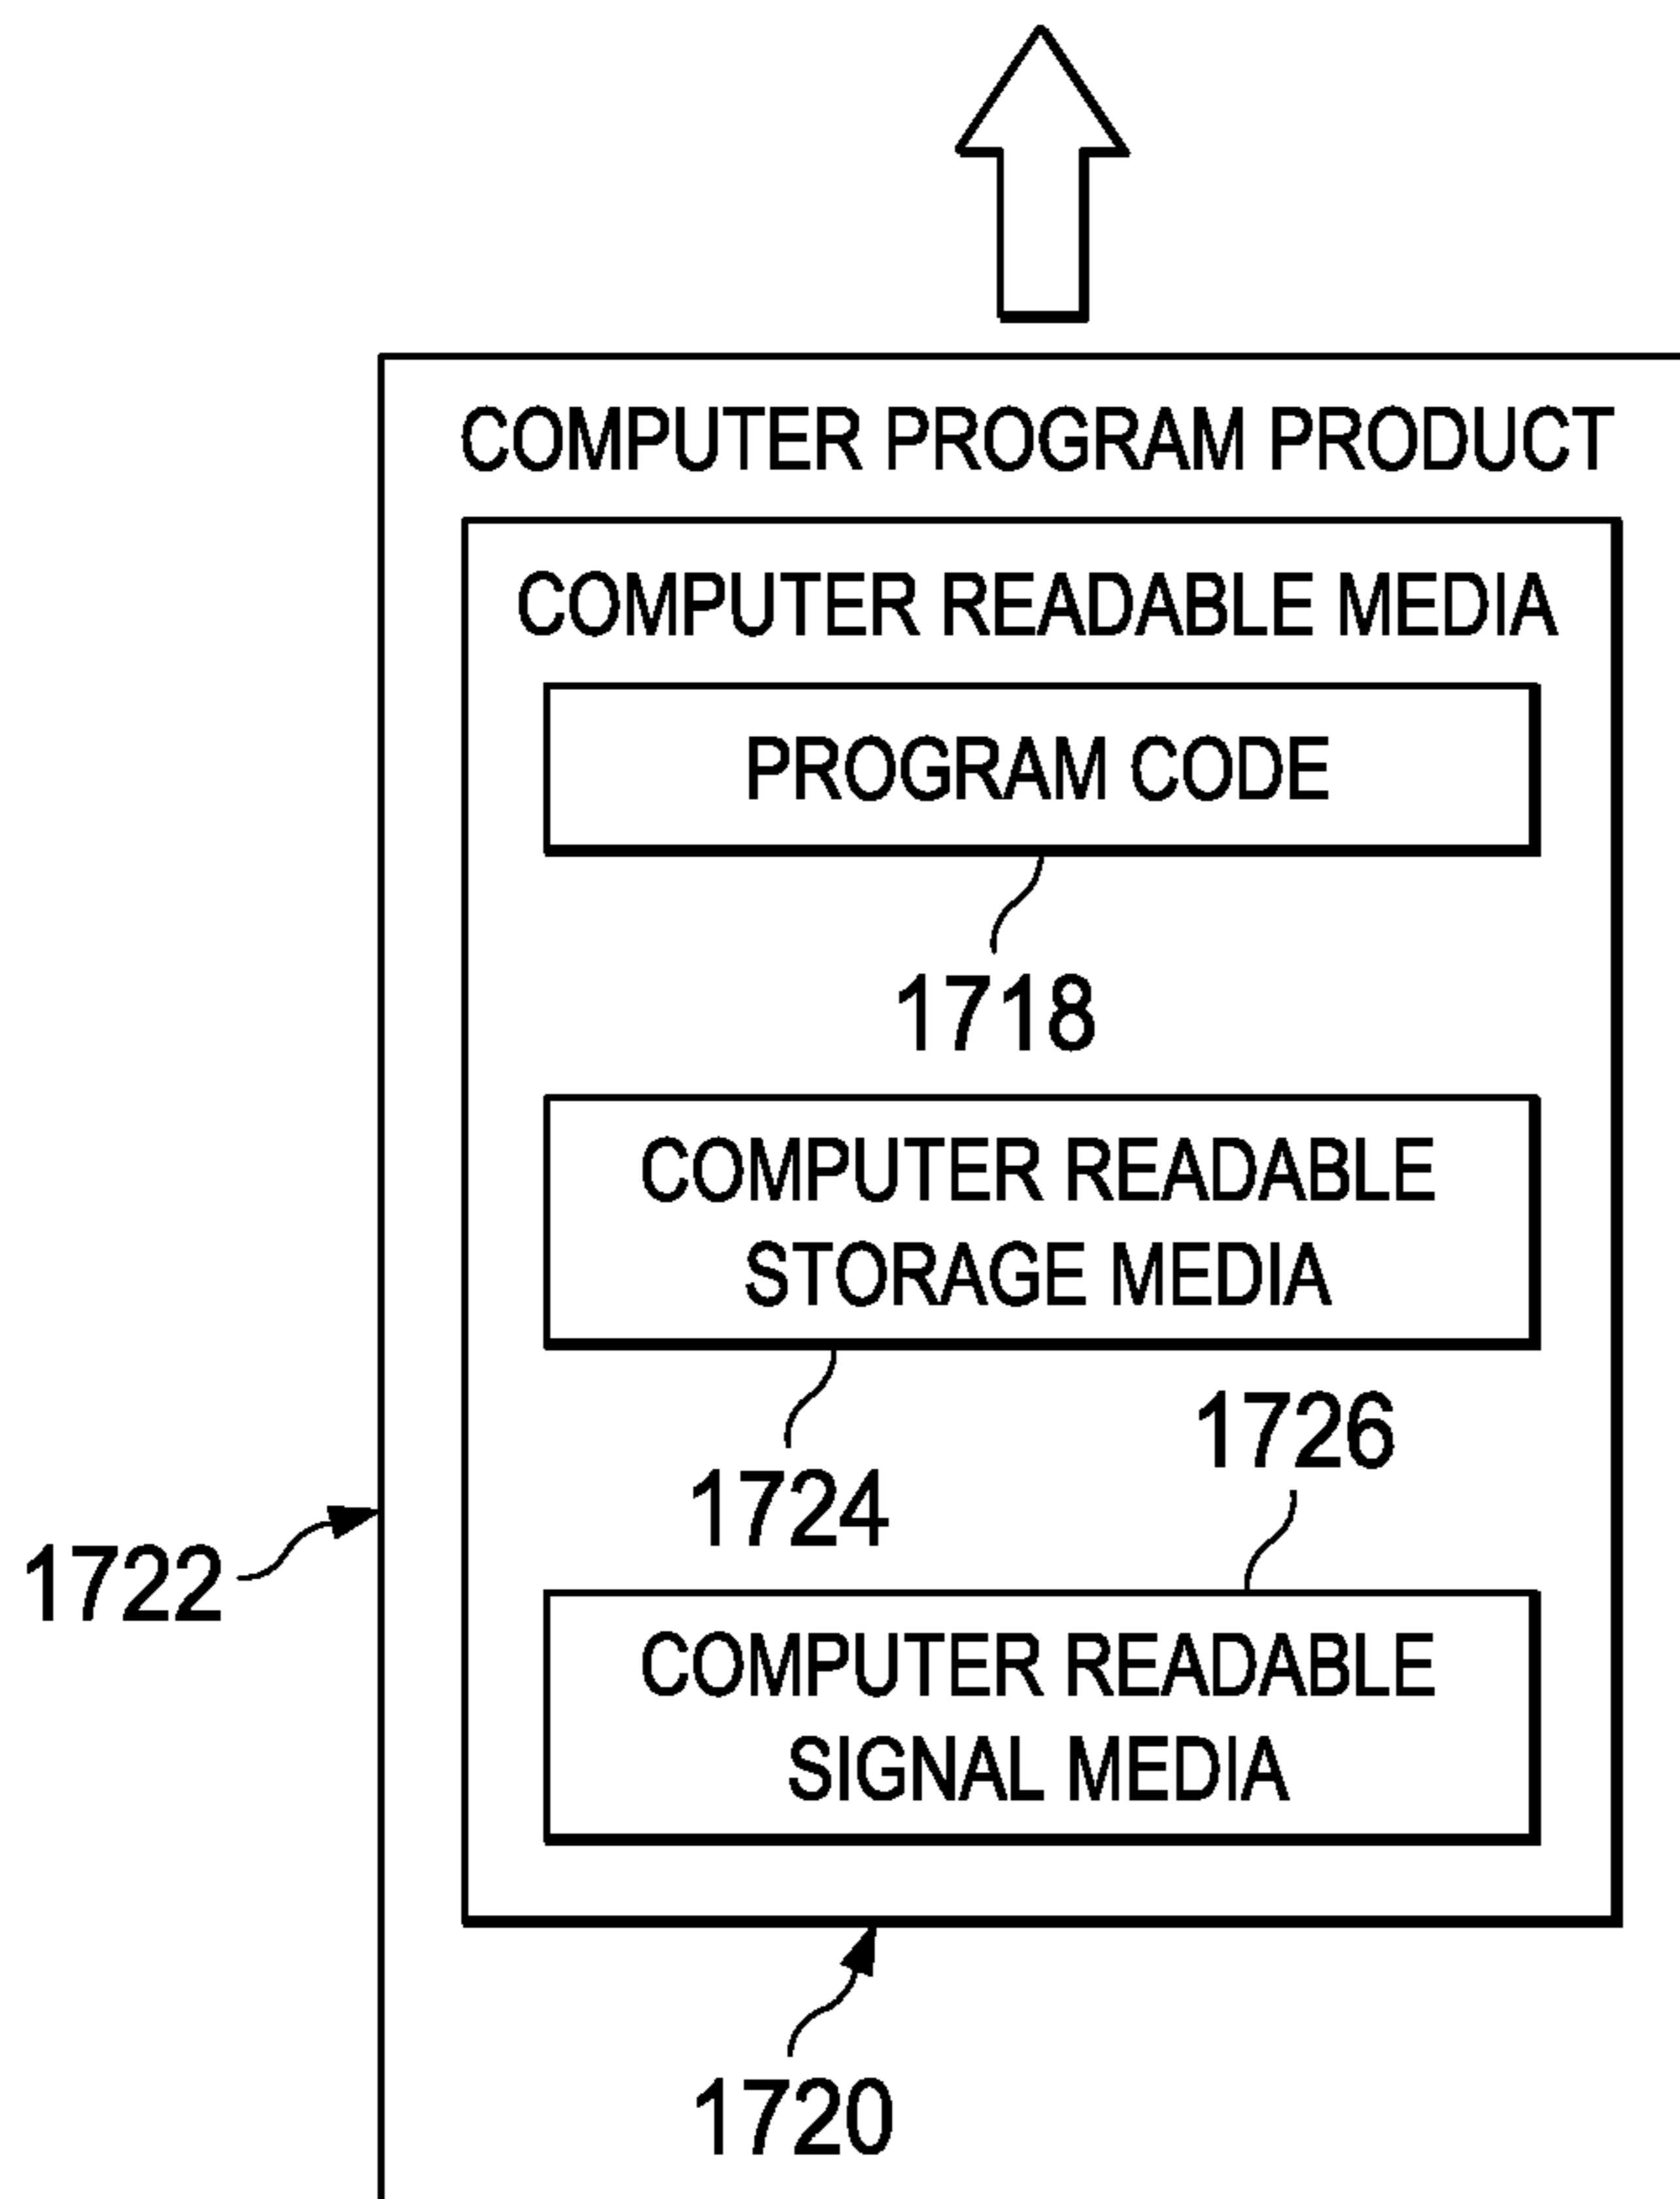 COMPUTER PROGRAM PRODUCT
COMPUTER READABLE MEDIA
PROGRAM CODE
1718
COMPUTER READABLE
STORAGE MEDIA
1726
1724
1722
COMPUTER READABLE
SIGNAL MEDIA
1720